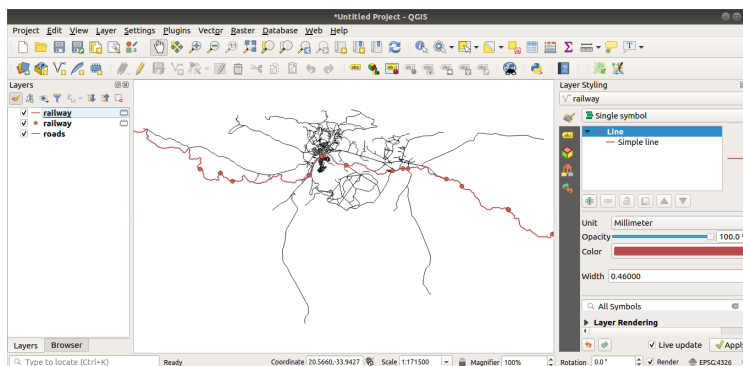 *Untitled Project - QGIS
Project Edit View Layer Settings Plugins Vector Raster Database Web Help
Layers
railway
railway
roads
Layers Browser
Layer Styling
railway
Single symbol
Line
Simple line
Unit Millimeter
Opacity 100.0
Color
Width 0.46000
All Symbols
Layer Rendering
Live update Apply
Type to locate (Ctrl+K) Ready Coordinate 20.5660,-33.9427 Scale 1:171500 Magnifier 100% Rotation 0.0° Render EPSG:4326